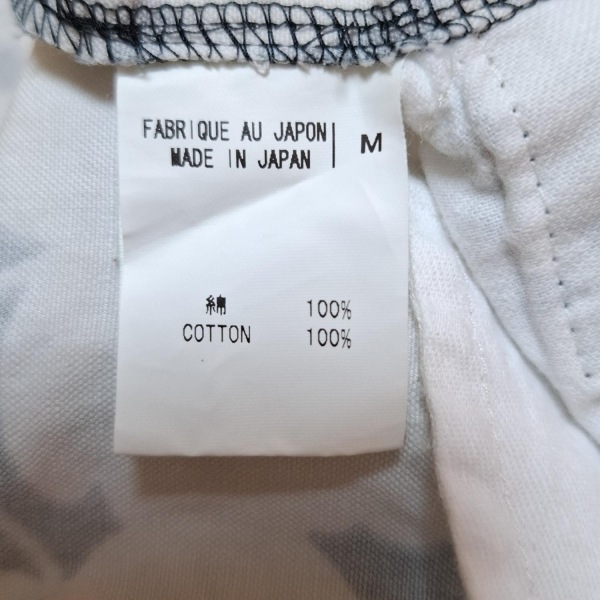 FABRIQUE AU JAPON
MADE IN JAPAN
M
綿 100%
COTTON 100%